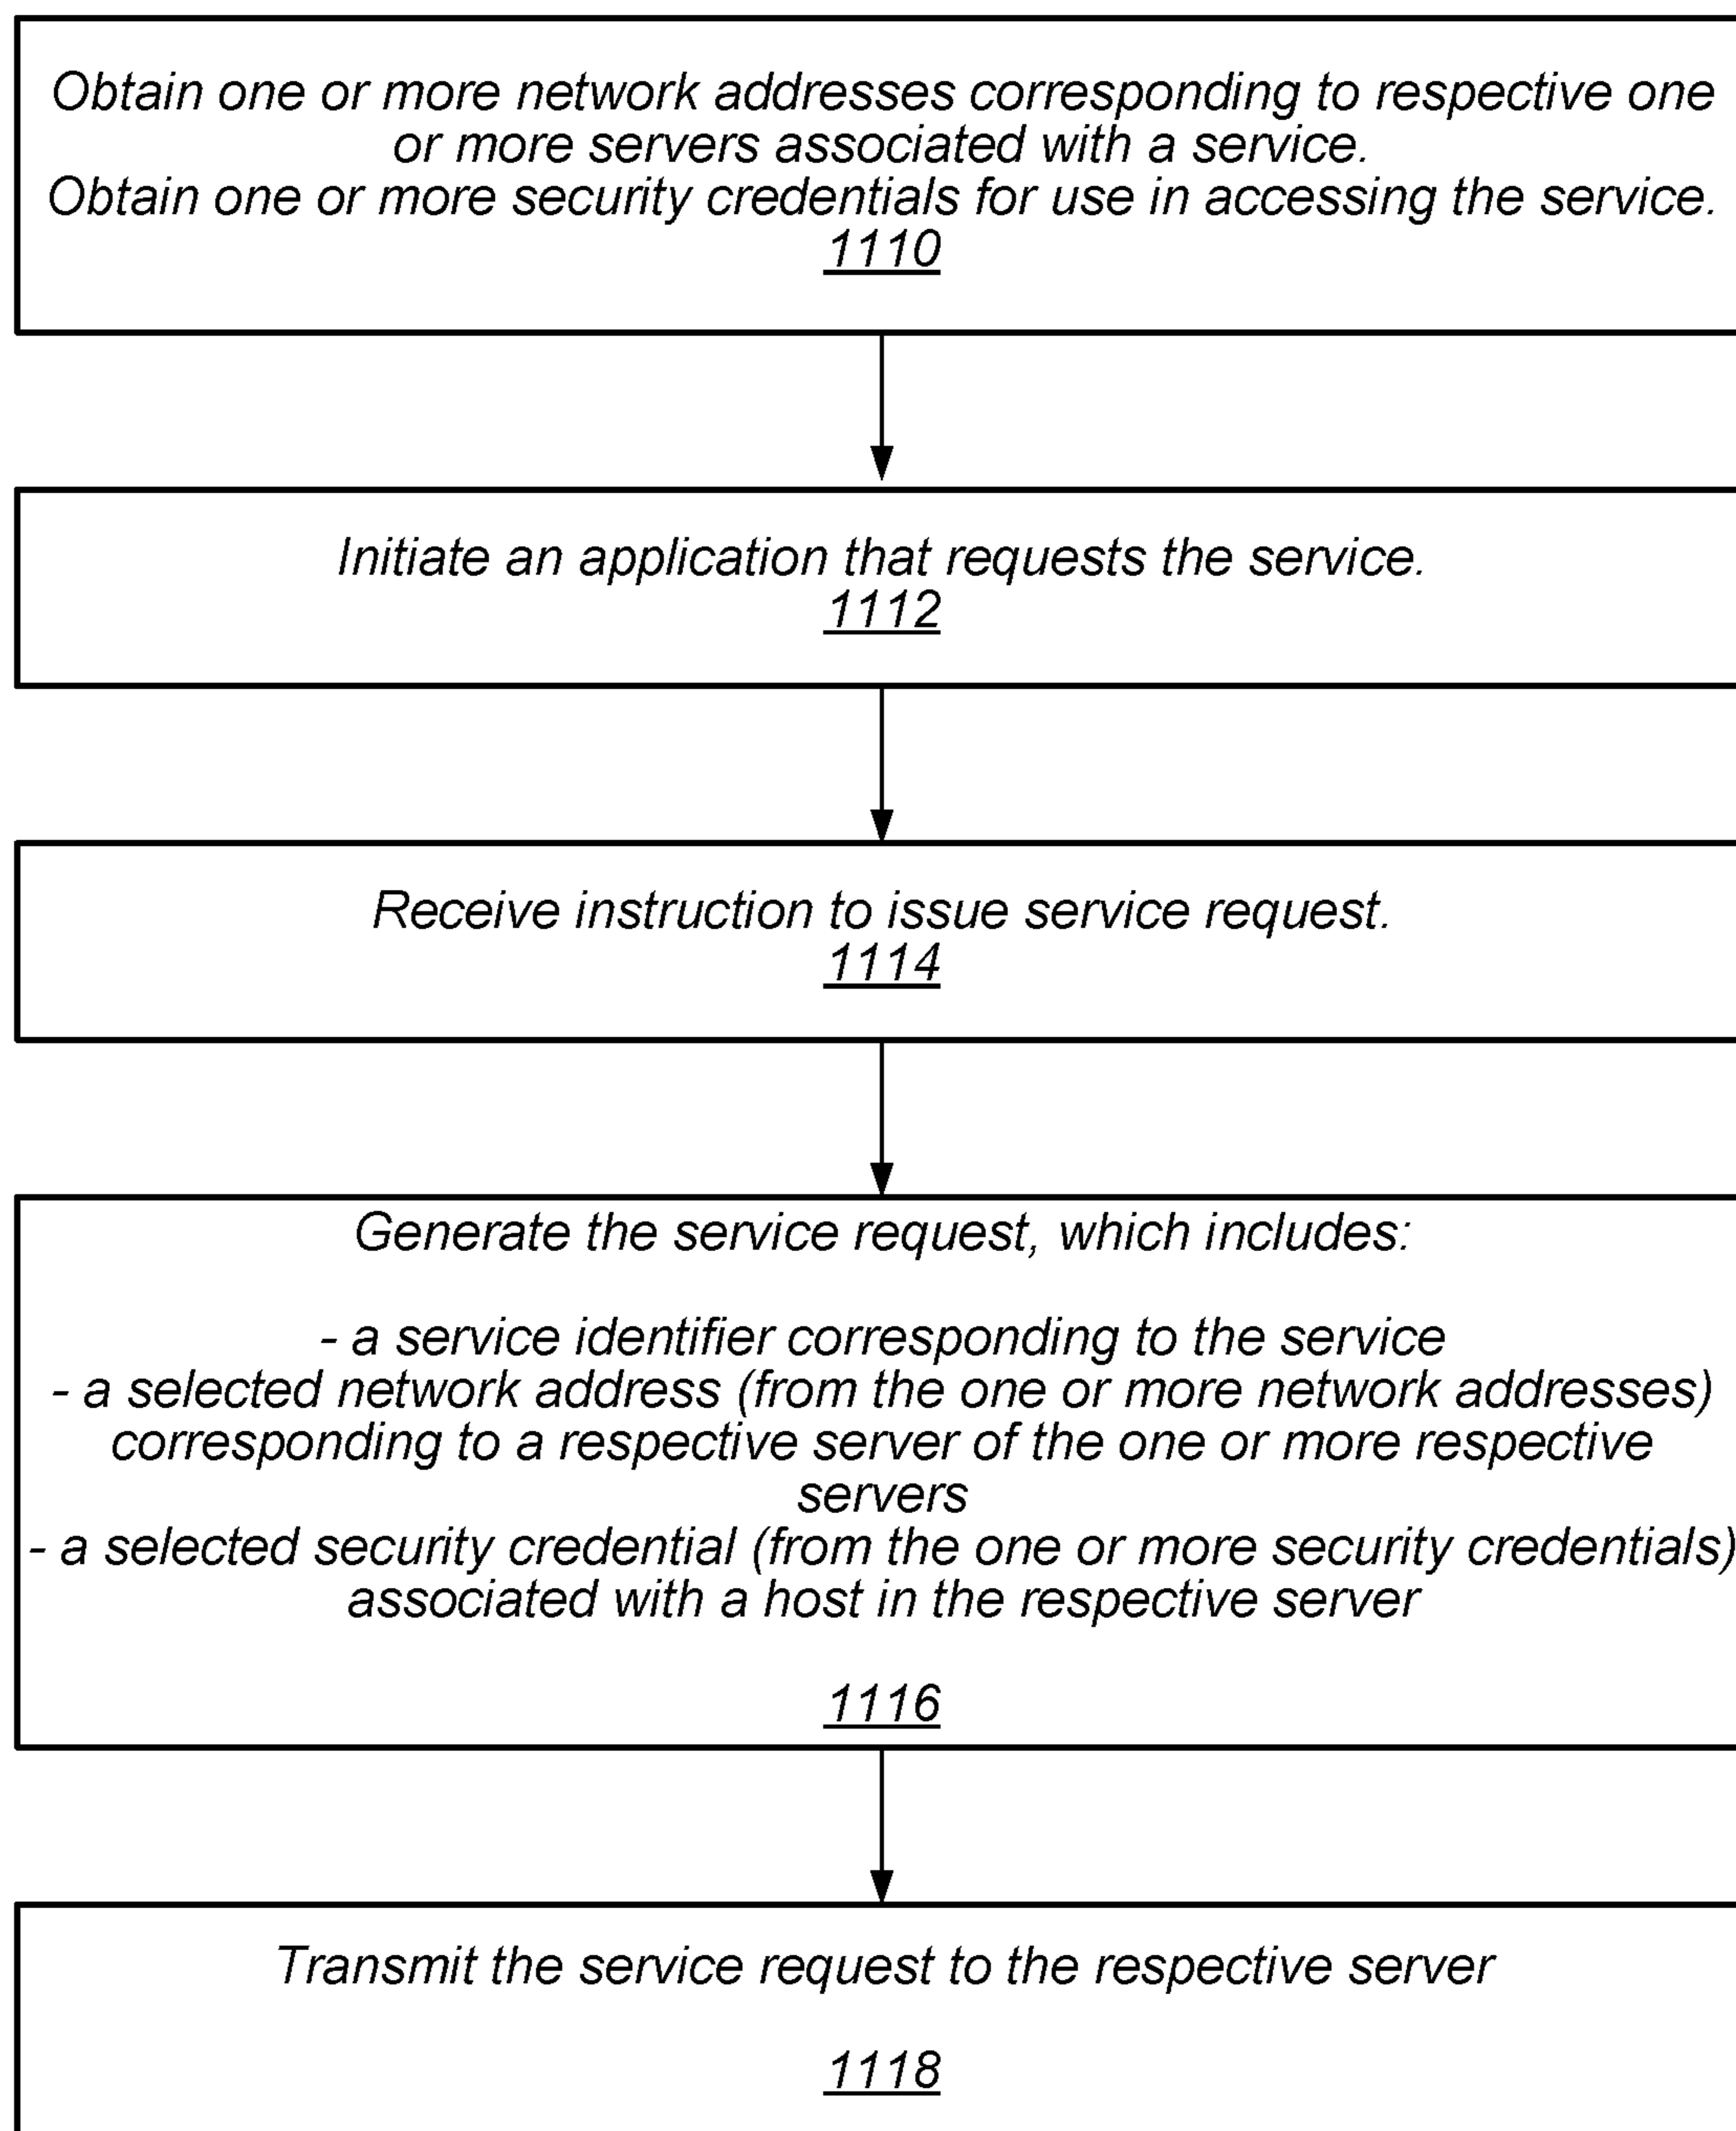 Obtain one or more network addresses corresponding to respective one
or more servers associated with a service.
Obtain one or more security credentials for use in accessing the service.
1110
Initiate an application that requests the service.
1112
Receive instruction to issue service request.
1114
Generate the service request, which includes:
- a service identifier corresponding to the service
- a selected network address (from the one or more network addresses)
corresponding to a respective server of the one or more respective
servers
- a selected security credential (from the one or more security credentials)
associated with a host in the respective server
1116
Transmit the service request to the respective server
1118